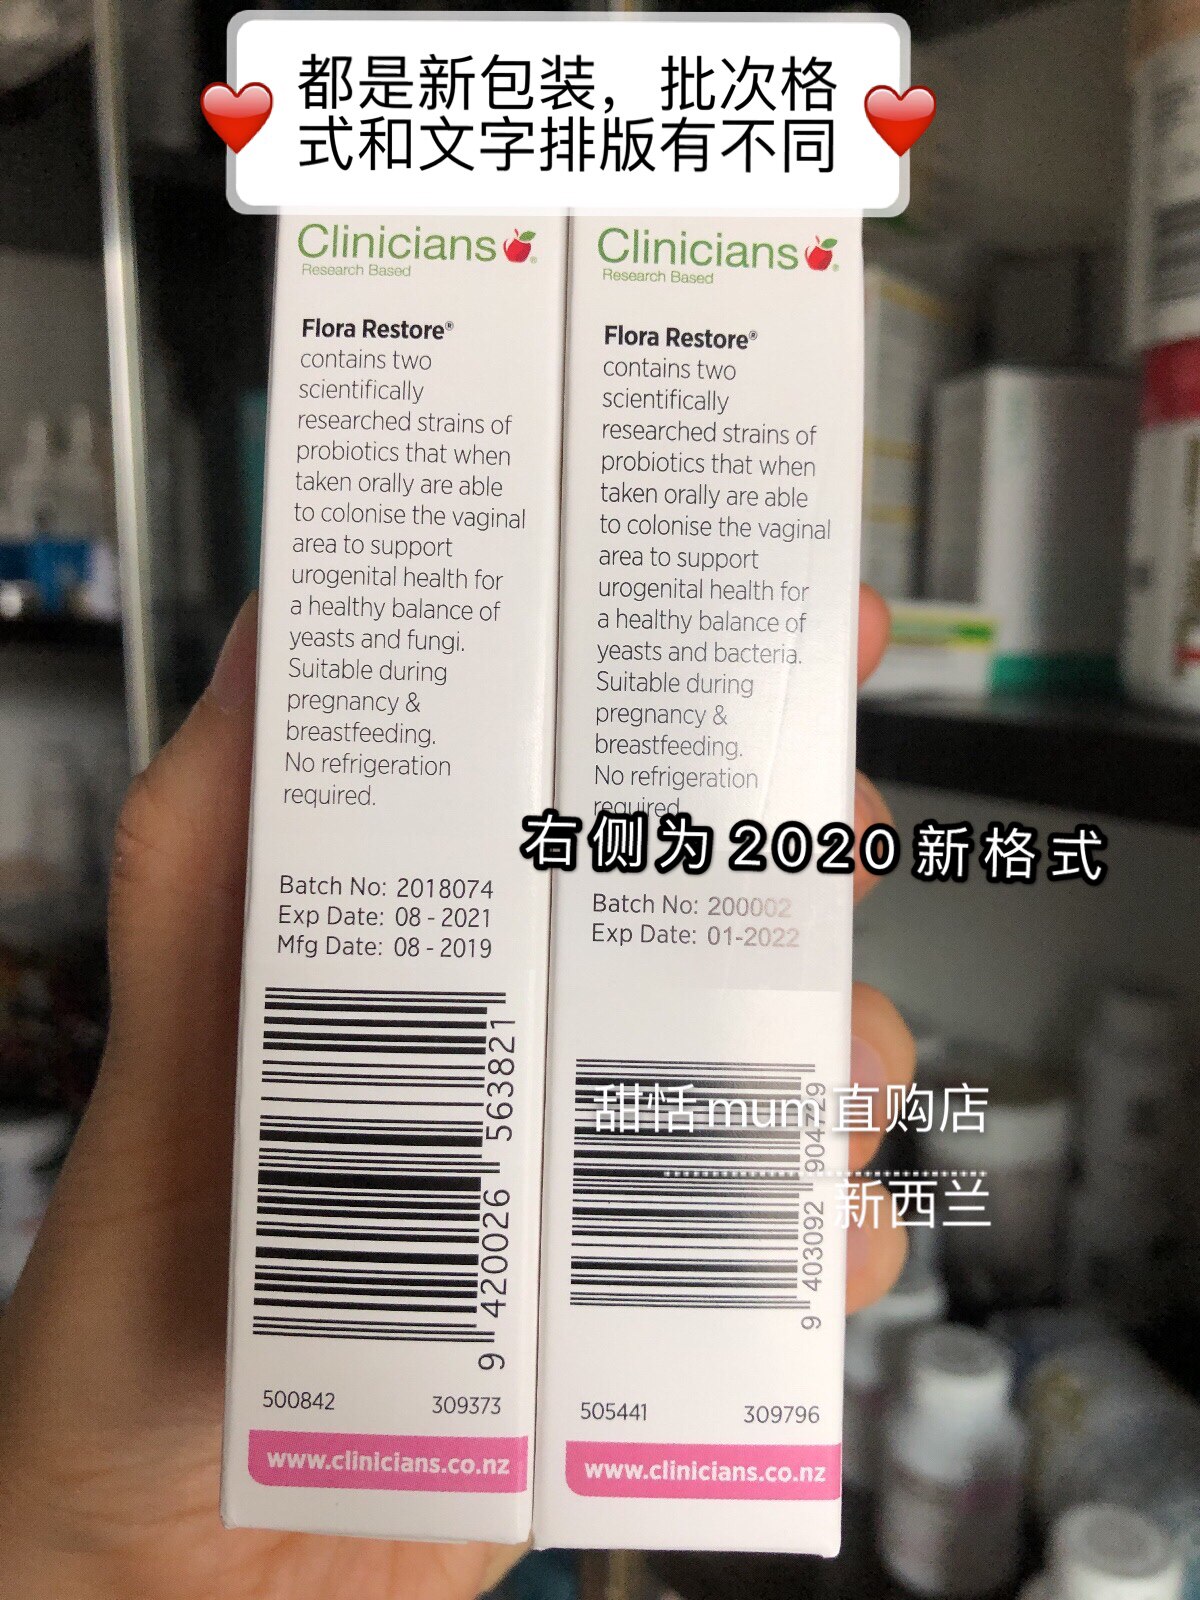 都是新包装，批次格
式和文字排版有不同
Clinicians
Research Based
Flora Restore®
contains two
scientifically
researched strains of
probiotics that when
taken orally are able
to colonise the vaginal
area to support
urogenital health for
a healthy balance of
yeasts and fungi.
Suitable during
pregnancy &
breastfeeding.
No refrigeration
required.
Batch No: 2018074
Exp Date: 08 - 2021
Mfg Date: 08 - 2019
9 420026 563821
500842 309373
www.clinicians.co.nz
Clinicians
Research Based
Flora Restore®
contains two
scientifically
researched strains of
probiotics that when
taken orally are able
to colonise the vaginal
area to support
urogenital health for
a healthy balance of
yeasts and bacteria.
Suitable during
pregnancy &
breastfeeding.
No refrigeration
required.
右侧为2020新格式
Batch No: 200002
Exp Date: 01-2022
9 403092 904729
甜恬mum直购店
新西兰
505441 309796
www.clinicians.co.nz